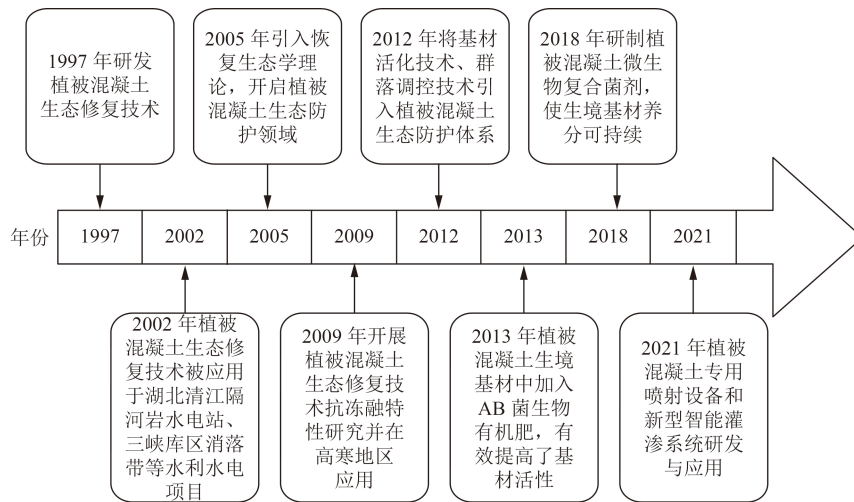 1997 年研发
植被混凝土
生态修复技术
2005 年引入恢
复生态学理
论，开启植被
混凝土生态防
护领域
2012 年将基材
活化技术、群
落调控技术引
入植被混凝土
生态防护体系
2018 年研制植
被混凝土微生
物复合菌剂，
使生境基材养
分可持续
年份
1997
2002
2005
2009
2012
2013
2018
2021
2002 年植被
混凝土生态修
复技术被应用
于湖北清江隔
河岩水电站、
三峡库区消落
带等水利水电
项目
2009 年开展
植被混凝土
生态修复技
术抗冻融特
性研究并在
高寒地区
应用
2013 年植被
混凝土生境
基材中加入
AB 菌生物
有机肥，有
效提高了基
材活性
2021 年植被
混凝土专用
喷射设备和
新型智能灌
渗系统研发
与应用